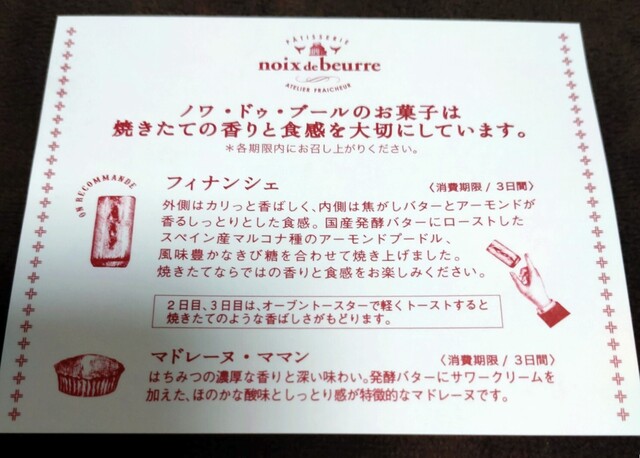 PÂTISSERIE
noix de beurre
ATELIER FRAICHEUR
ノワ・ドゥ・ブールのお菓子は
焼きたての香りと食感を大切にしています。
＊各期限内にお召し上がりください。
ON RECOMMANDE
フィナンシェ 〈消費期限 / 3日間〉
外側はカリっと香ばしく、内側は焦がしバターとアーモンドが
香るしっとりとした食感。国産発酵バターにローストした
スペイン産マルコナ種のアーモンドプードル、
風味豊かなきび糖を合わせて焼き上げました。
焼きたてならではの香りと食感をお楽しみください。
2日目、3日目は、オーブントースターで軽くトーストすると
焼きたてのような香ばしさがもどります。
マドレーヌ・ママン 〈消費期限 / 3日間〉
はちみつの濃厚な香りと深い味わい。発酵バターにサワークリームを
加えた、ほのかな酸味としっとり感が特徴的なマドレーヌです。